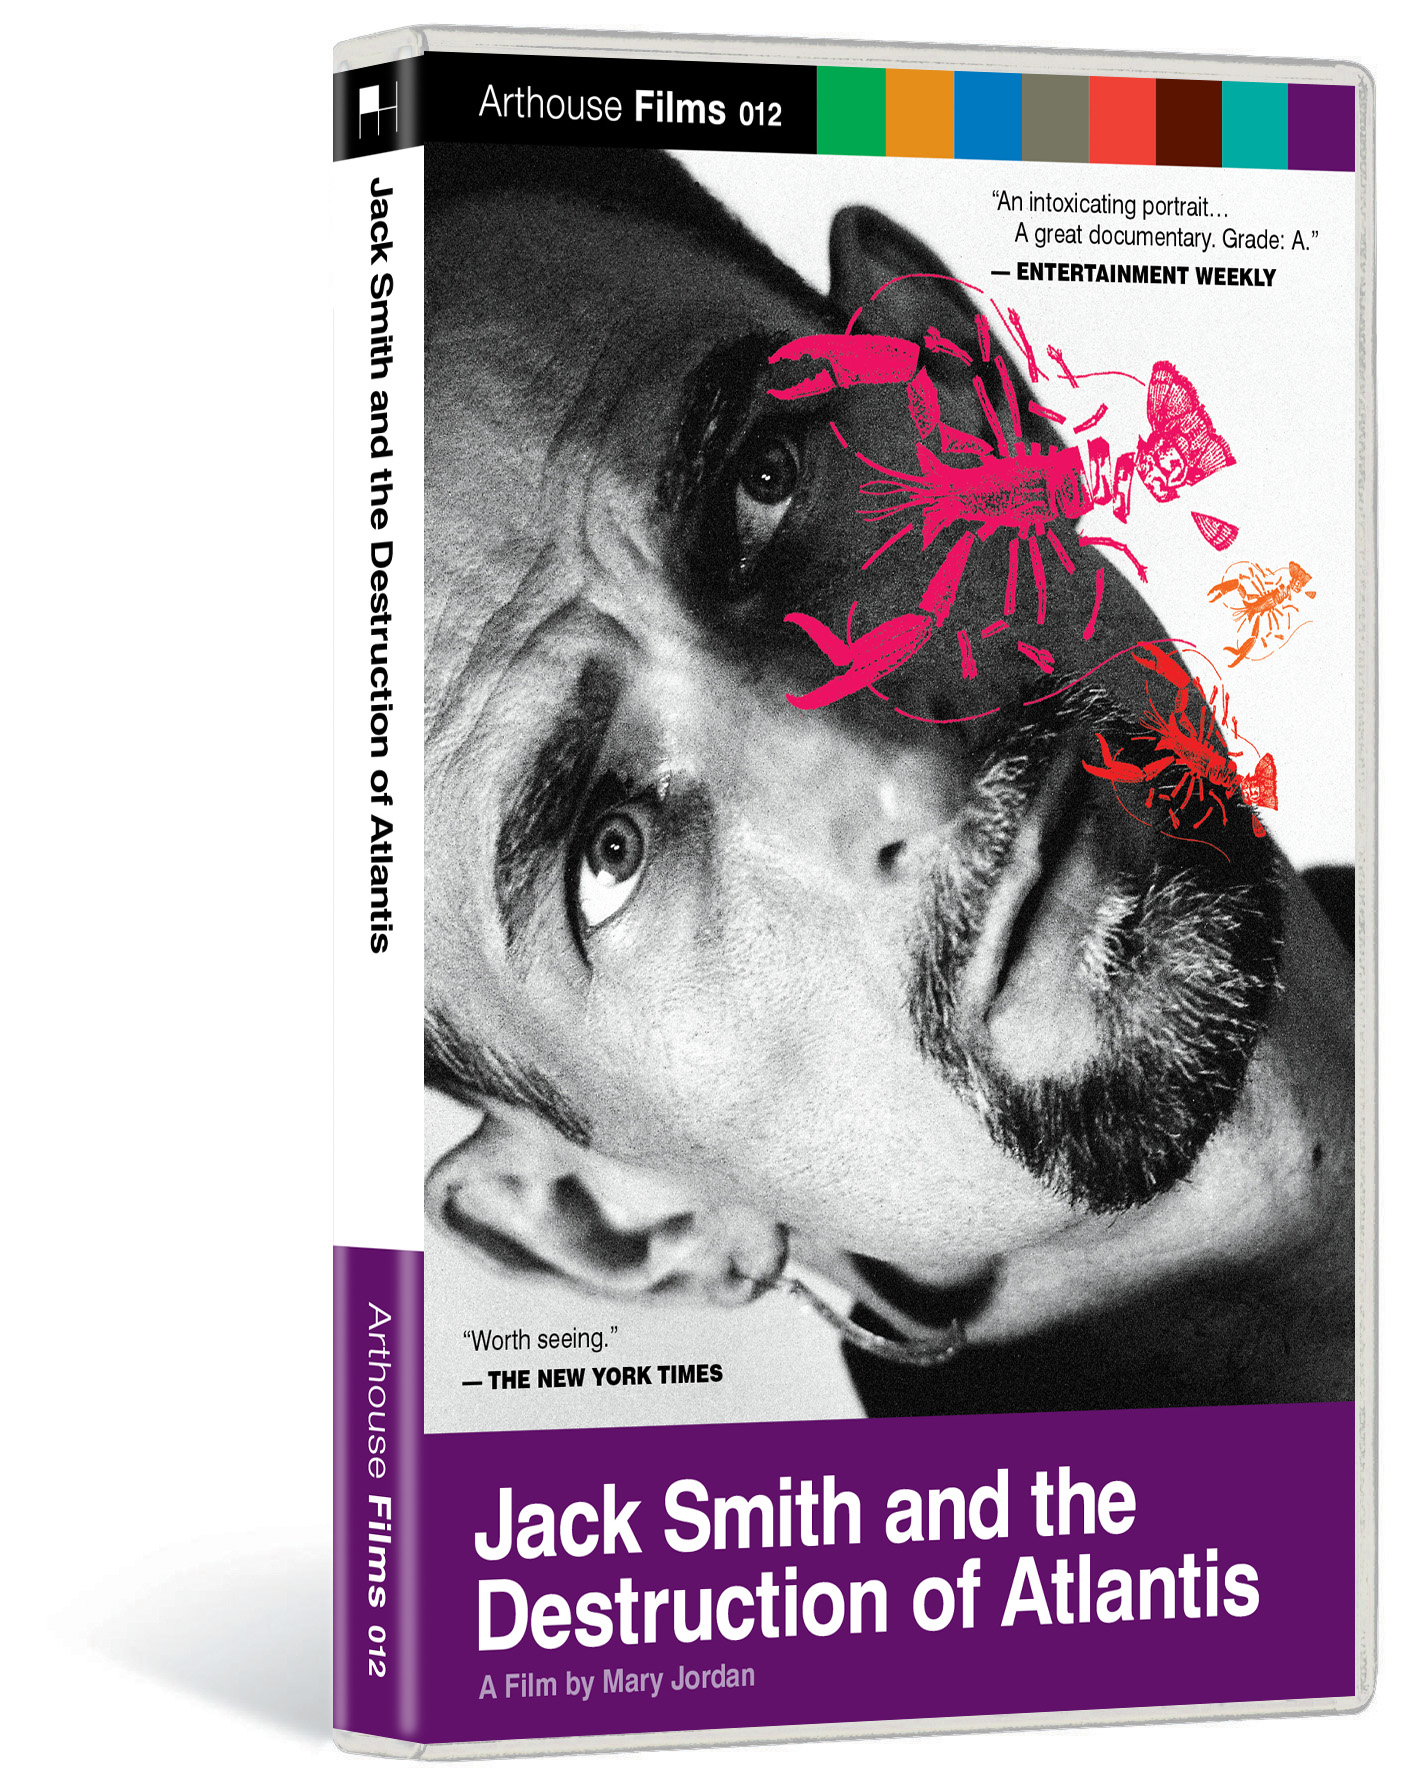 Arthouse Films 012
“An intoxicating portrait…
A great documentary. Grade: A.”
— ENTERTAINMENT WEEKLY
“Worth seeing.”
— THE NEW YORK TIMES
Jack Smith and the
Destruction of Atlantis
A Film by Mary Jordan
Jack Smith and the Destruction of Atlantis
Arthouse Films 012